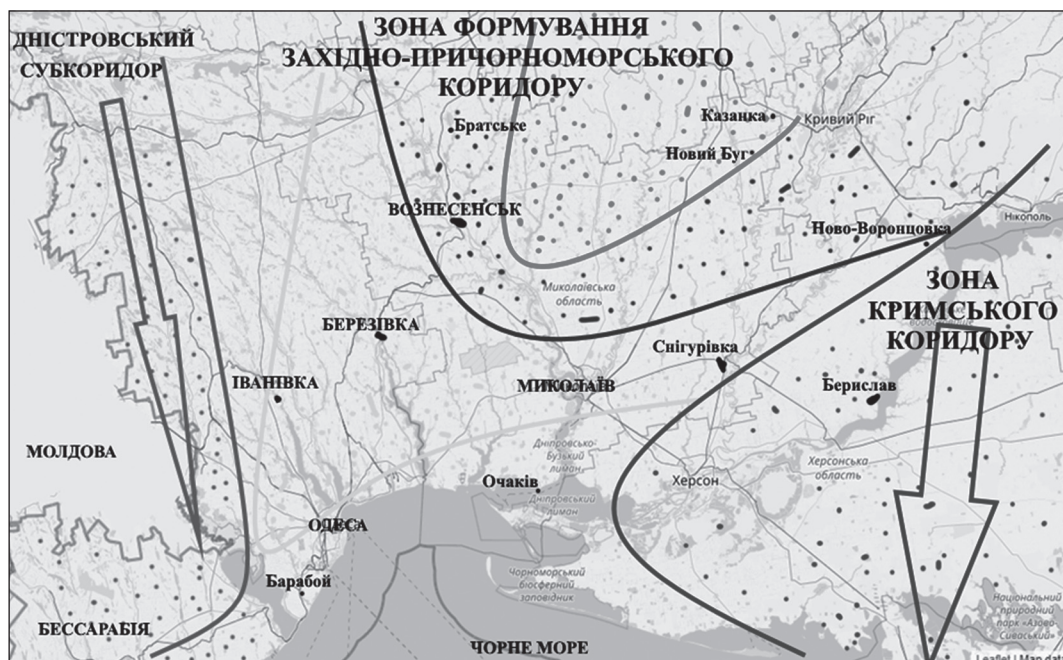 ДНІСТРОВСЬКИЙ
СУБКОРИДОР
ЗОНА ФОРМУВАННЯ
ЗАХІДНО-ПРИЧОРНОМОРСЬКОГО
КОРИДОРУ
Братське
Казанка
Кривий Ріг
Новий Буг
ВОЗНЕСЕНСЬК
Нікополь
Ново-Воронцовка
Миколаївська
область
ЗОНА
КРИМСЬКОГО
КОРИДОРУ
БЕРЕЗІВКА
Снігурівка
ІВАНІВКА
МИКОЛАЇВ
Берислав
МОЛДОВА
Дніпровсько-
Бузький
лиман
Херсонська
область
Очаків
Херсон
Дніпровський
лиман
ОДЕСА
Барабой
Чорноморський
біосферний
заповідник
Національний
природний
парк «Азово-
Сиваський»
БЕССАРАБІЯ
ЧОРНЕ МОРЕ
Leaflet | Map dat